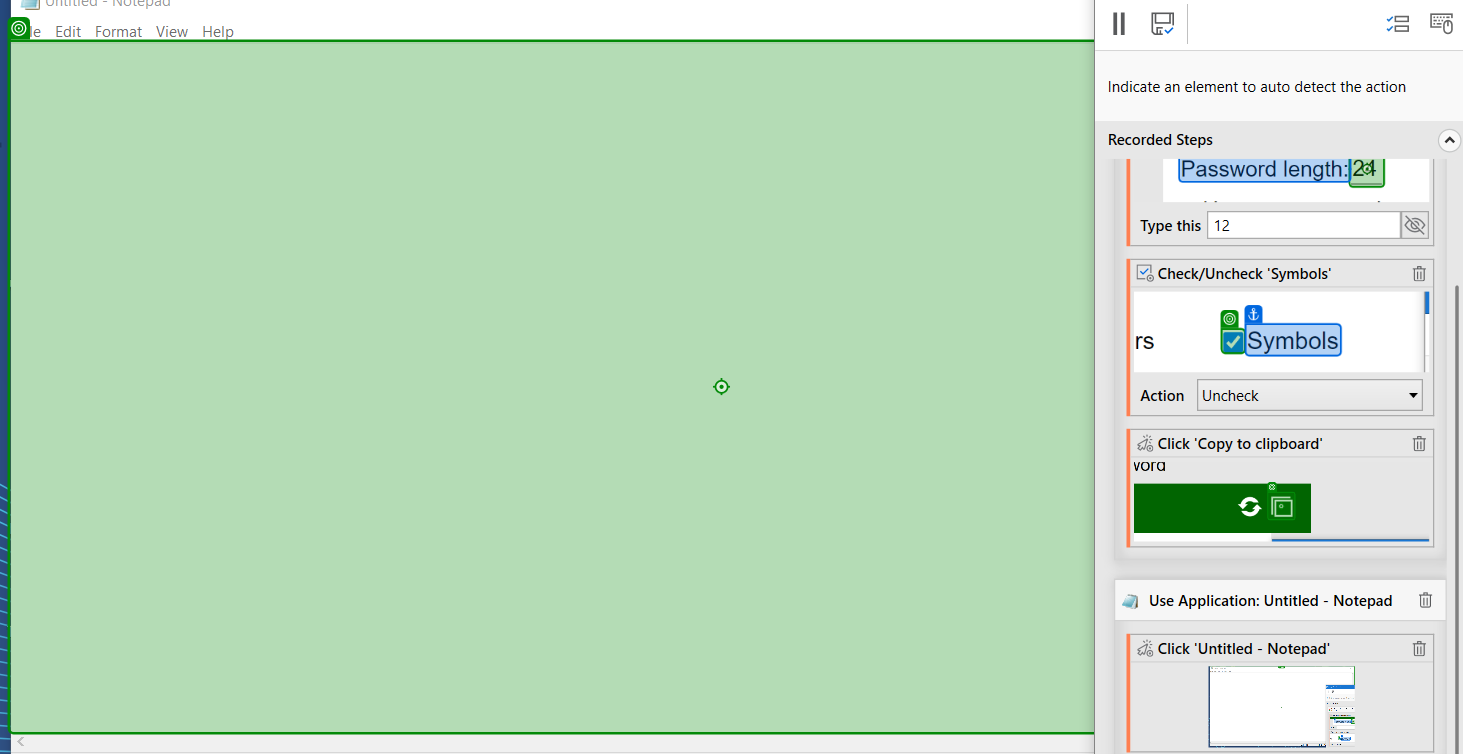 Untitled - Notepad
le Edit Format View Help
Indicate an element to auto detect the action
Recorded Steps
Password length: 24
Type this 12
Check/Uncheck 'Symbols'
rs Symbols
Action Uncheck
Click 'Copy to clipboard'
word
Use Application: Untitled - Notepad
Click 'Untitled - Notepad'